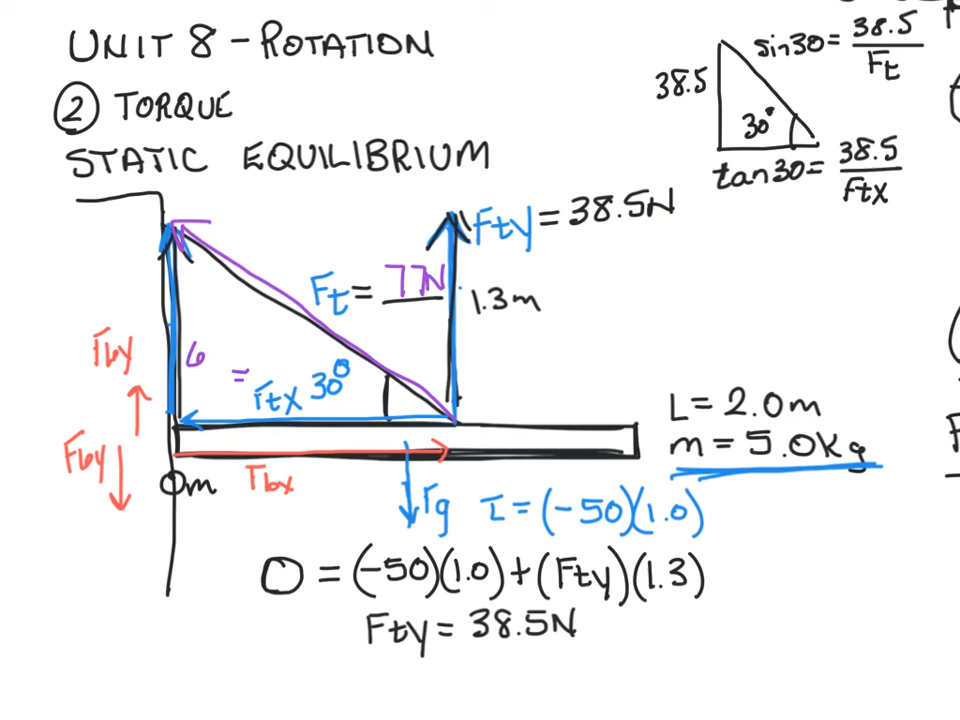 UNIT 8 - ROTATION
② TORQUE
STATIC EQUILIBRIUM
38.5
30°
sin30 = 38.5 / Ft
tan30 = 38.5 / Ftx
Fty = 38.5N
Ft = 77N
1.3m
Fby
=
Ftx 30°
L = 2.0m
m = 5.0kg
Fby
0m
Fbx
Fg τ = (-50)(1.0)
0 = (-50)(1.0) + (Fty)(1.3)
Fty = 38.5N